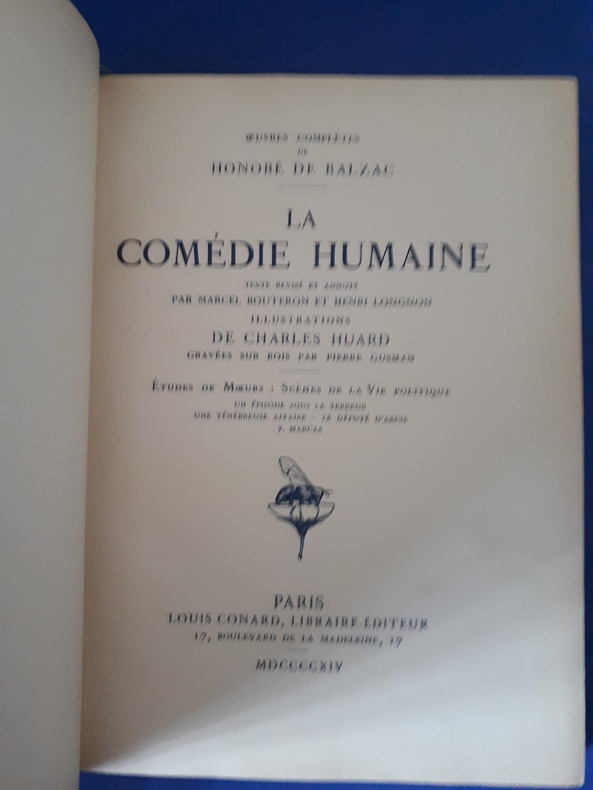 ŒUVRES COMPLÈTES
DE
HONORÉ DE BALZAC
LA
COMÉDIE HUMAINE
TEXTE REVISÉ ET ANNOTÉ
PAR MARCEL BOUTERON ET HENRI LONGNON
ILLUSTRATIONS
DE CHARLES HUARD
GRAVÉES SUR BOIS PAR PIERRE GUSMAN
ÉTUDES DE MŒURS : SCÈNES DE LA VIE POLITIQUE
UN ÉPISODE SOUS LA TERREUR
UNE TÉNÉBREUSE AFFAIRE – LE DÉPUTÉ D'ARCIS
Z. MARCAS
PARIS
LOUIS CONARD, LIBRAIRE-ÉDITEUR
17, BOULEVARD DE LA MADELEINE, 17
MDCCCCXIV